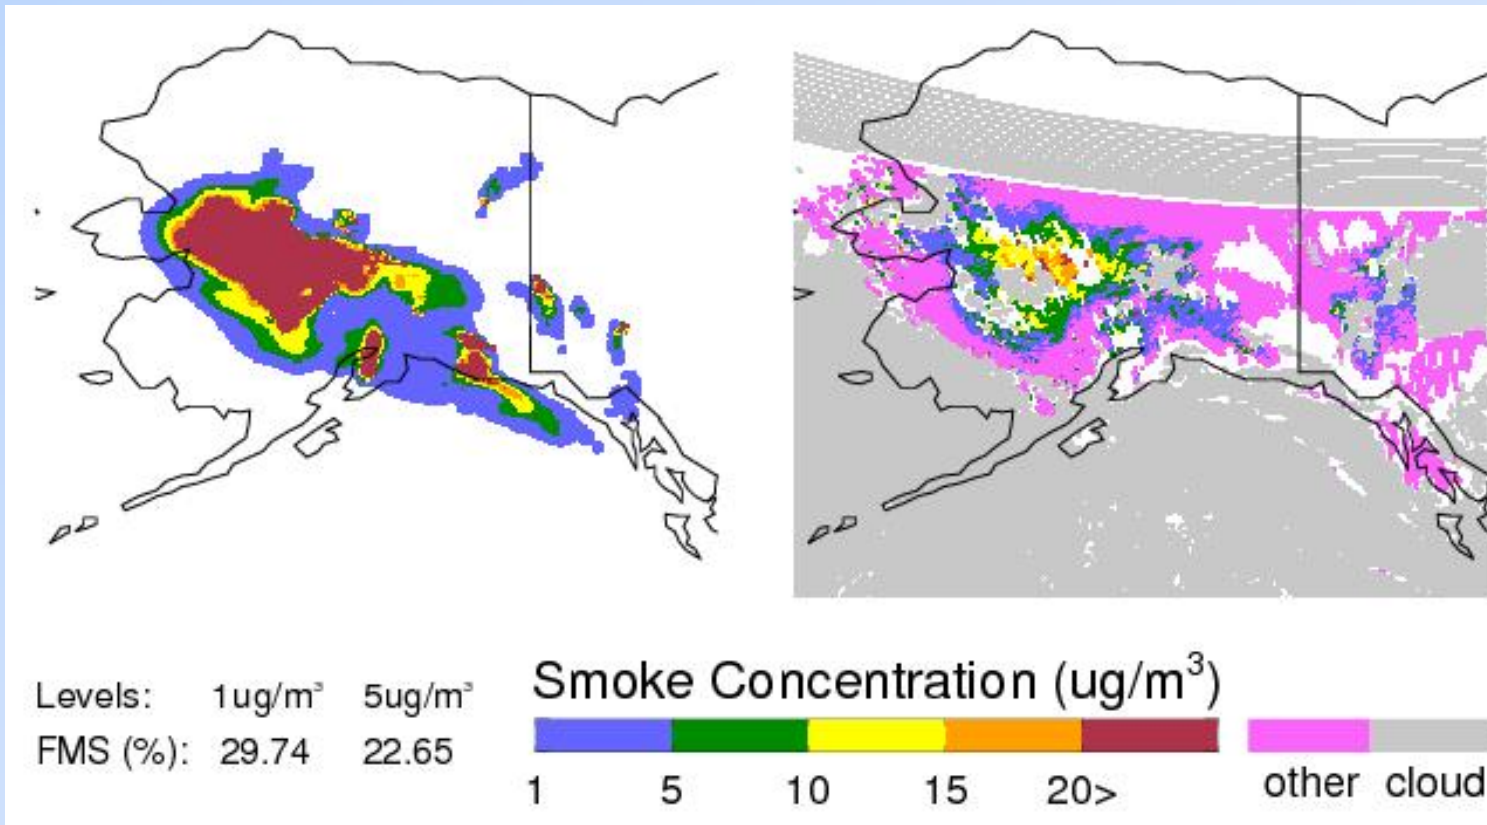 Smoke Concentration (ug/m³)
Levels: 1ug/m³ 5ug/m³
FMS (%): 29.74 22.65
1 5 10 15 20>
other cloud